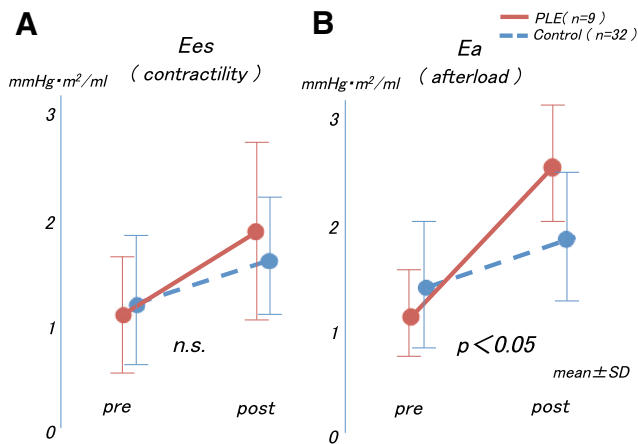 A
Ees
( contractility )
mmHg・m²/ml
3
2
1
0
n.s.
pre
post
B
Ea
( afterload )
mmHg・m²/ml
PLE( n=9 )
Control( n=32 )
3
2
1
0
p＜0.05
mean±SD
pre
post